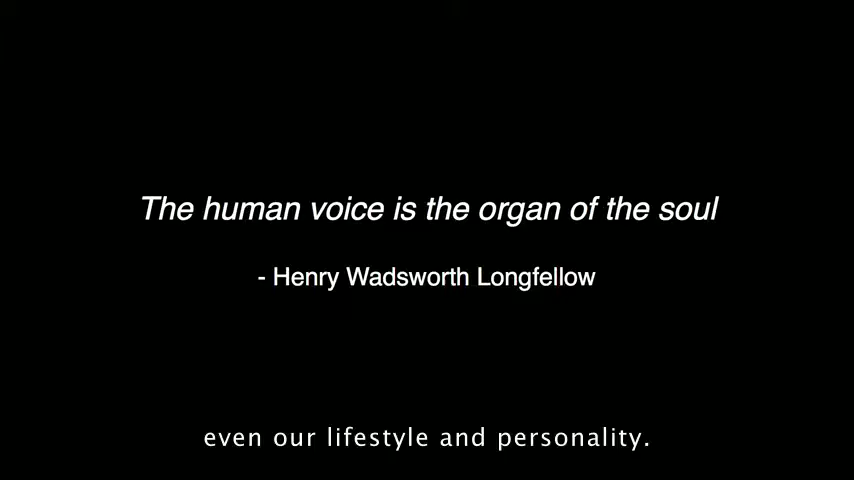 The human voice is the organ of the soul
- Henry Wadsworth Longfellow
even our lifestyle and personality.